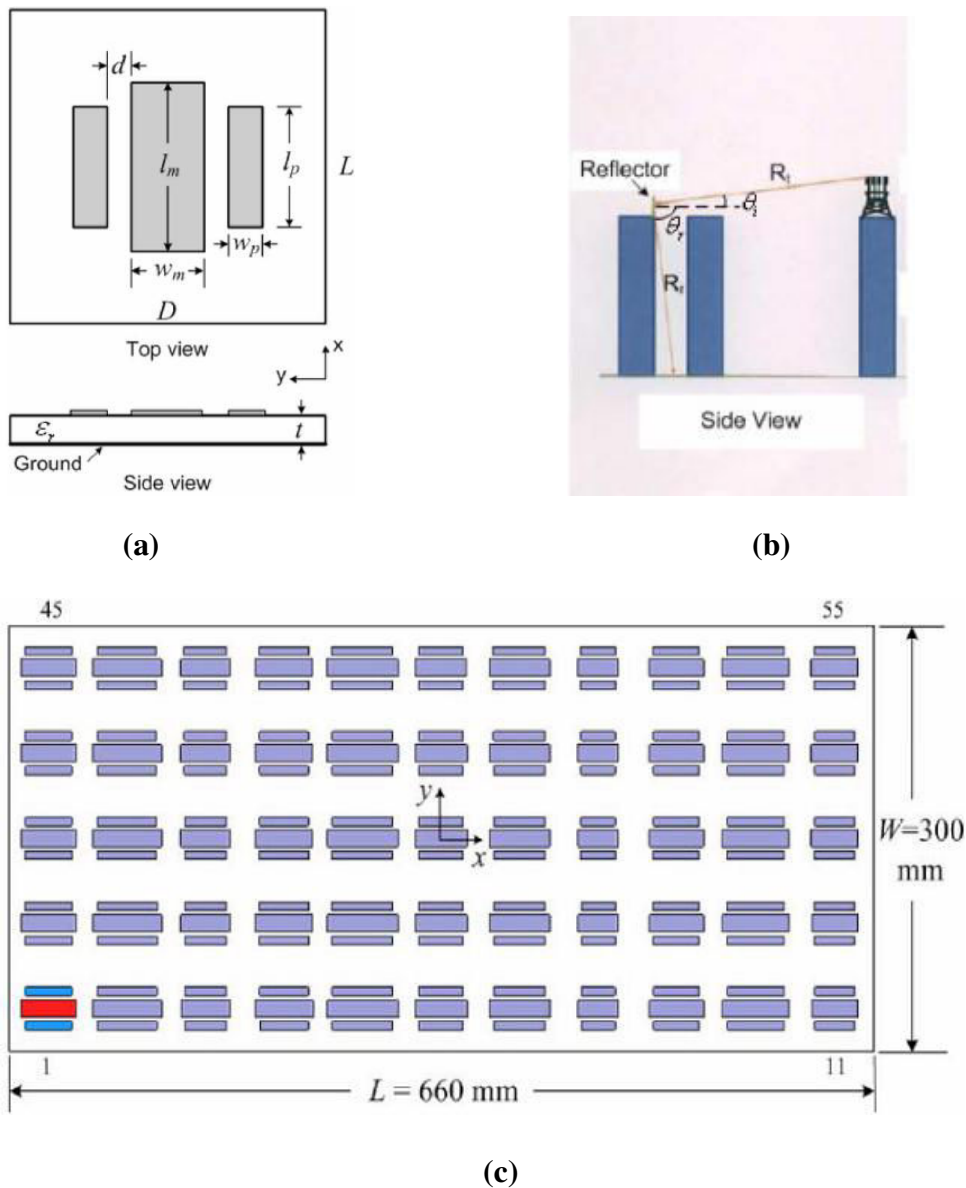 d
l_m
l_p
L
w_p
w_m
D
Top view
x
y
ε_r
t
Ground
Side view
(a)
Reflector
R_t
θ_i
θ_r
R_r
Side View
(b)
45
55
y
x
W=300
mm
1
11
L = 660 mm
(c)